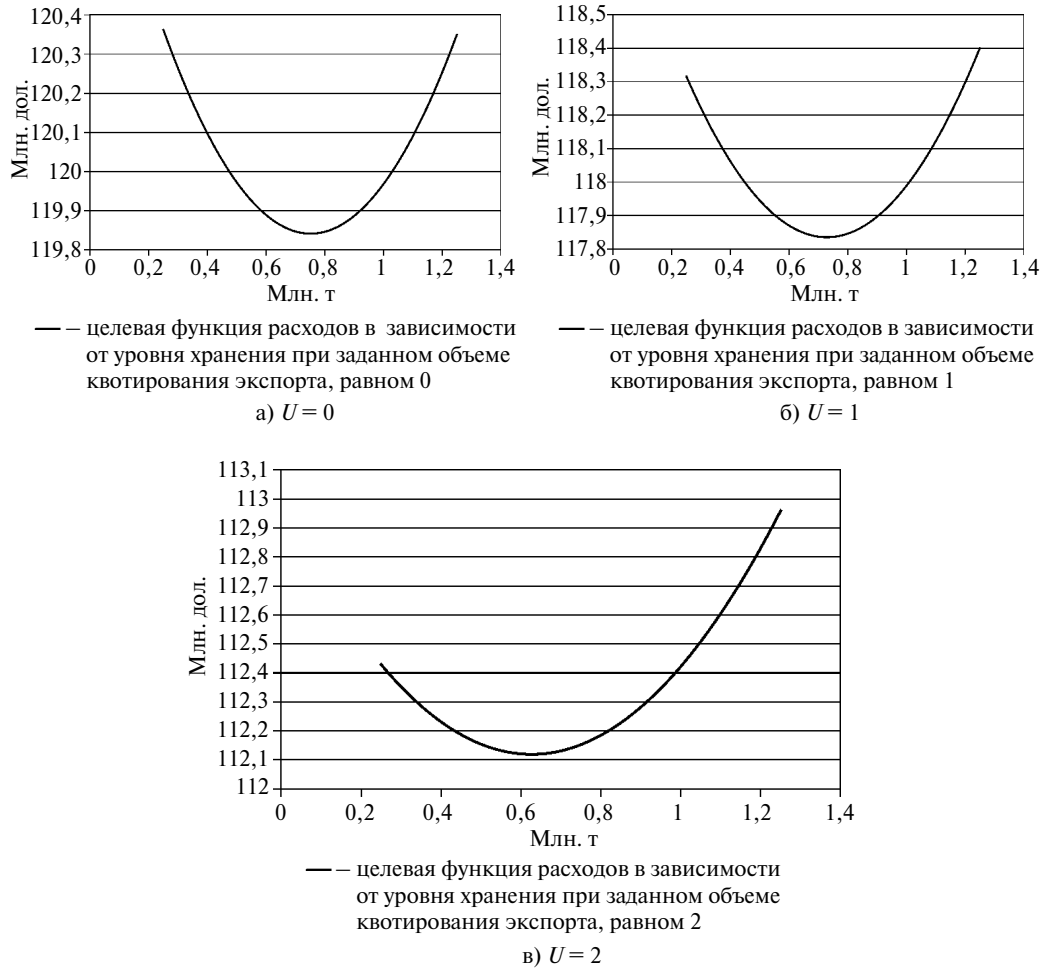 120,4
120,3
120,2
120,1
120
119,9
119,8
Млн. дол.
0 0,2 0,4 0,6 0,8 1 1,2 1,4
Млн. т
— целевая функция расходов в зависимости
от уровня хранения при заданном объеме
квотирования экспорта, равном 0
а) U = 0
118,5
118,4
118,3
118,2
118,1
118
117,9
117,8
Млн. дол.
0 0,2 0,4 0,6 0,8 1 1,2 1,4
Млн. т
— целевая функция расходов в зависимости
от уровня хранения при заданном объеме
квотирования экспорта, равном 1
б) U = 1
113,1
113
112,9
112,8
112,7
112,6
112,5
112,4
112,3
112,2
112,1
112
Млн. дол.
0 0,2 0,4 0,6 0,8 1 1,2 1,4
Млн. т
— целевая функция расходов в зависимости
от уровня хранения при заданном объеме
квотирования экспорта, равном 2
в) U = 2